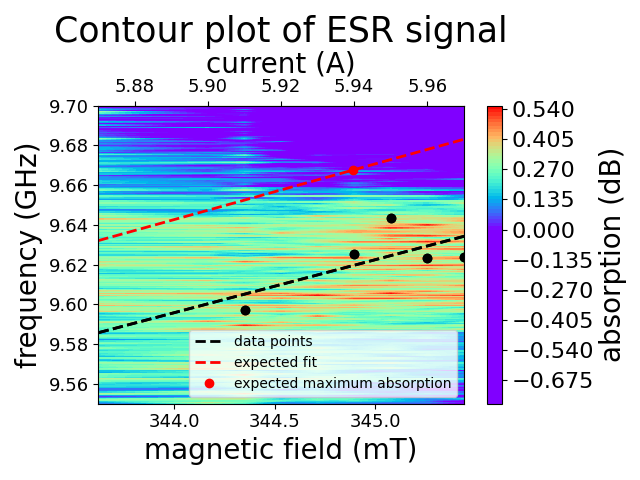 Contour plot of ESR signal
current (A)
5.88 5.90 5.92 5.94 5.96
9.70
9.68
9.66
9.64
9.62
9.60
9.58
9.56
frequency (GHz)
data points
expected fit
expected maximum absorption
344.0 344.5 345.0
magnetic field (mT)
0.540
0.405
0.270
0.135
0.000
−0.135
−0.270
−0.405
−0.540
−0.675
absorption (dB)